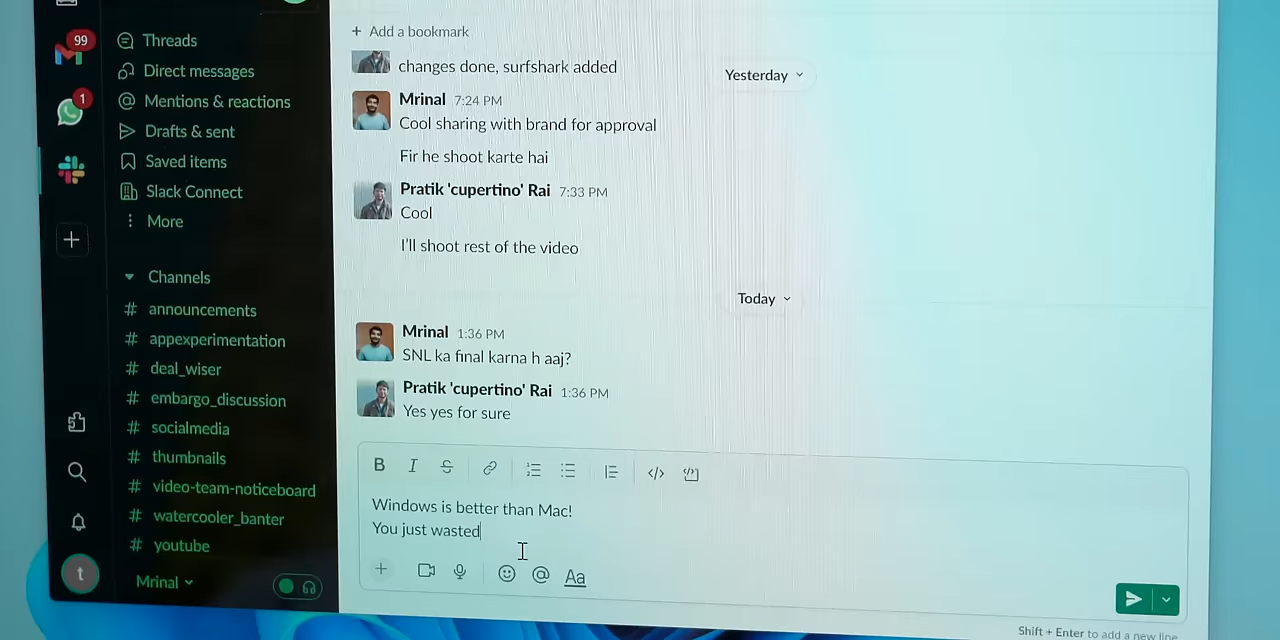 99
1
Threads
Direct messages
Mentions & reactions
Drafts & sent
Saved items
Slack Connect
More
Channels
# announcements
# appexperimentation
# deal_wiser
# embargo_discussion
# socialmedia
# thumbnails
# video-team-noticeboard
# watercooler_banter
# youtube
t
Mrinal
+ Add a bookmark
changes done, surfshark added
Yesterday
Mrinal 7:24 PM
Cool sharing with brand for approval
Fir he shoot karte hai
Pratik 'cupertino' Rai 7:33 PM
Cool
I'll shoot rest of the video
Today
Mrinal 1:36 PM
SNL ka final karna h aaj?
Pratik 'cupertino' Rai 1:36 PM
Yes yes for sure
B I S
Windows is better than Mac!
You just wasted
+ @ Aa
Shift + Enter to add a new line